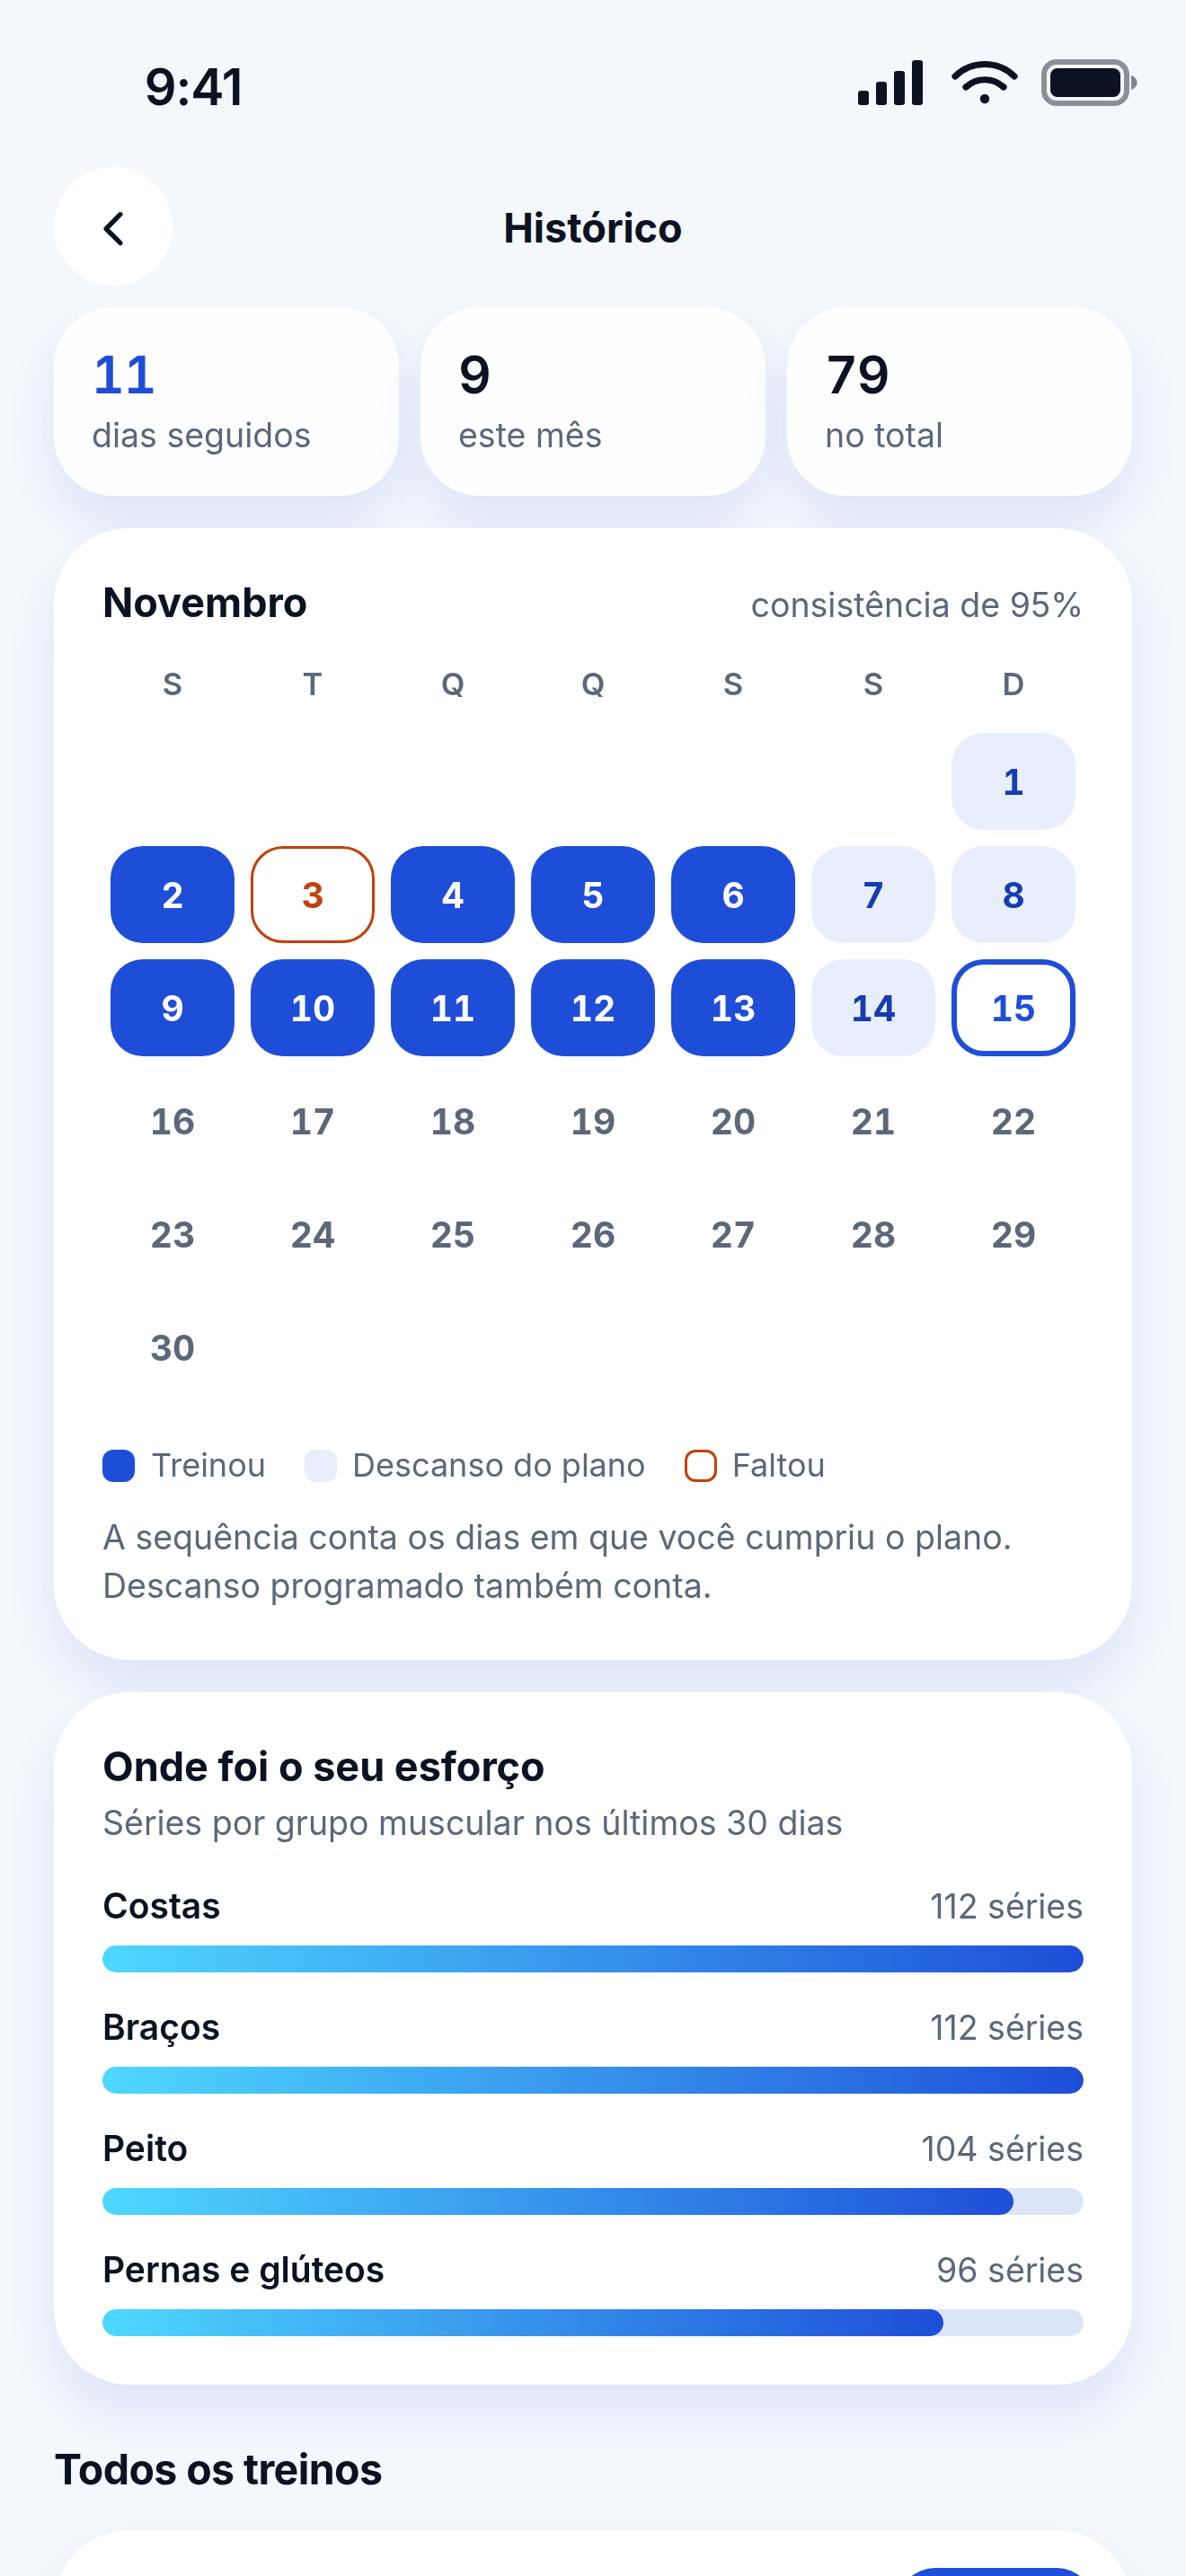 9:41
Histórico
11 9 79
dias seguidos este mês no total
Novembro consistência de 95%
S T Q Q S S D
1
2 3 4 5 6 7 8
9 10 11 12 13 14 15
16 17 18 19 20 21 22
23 24 25 26 27 28 29
30
Treinou Descanso do plano Faltou
A sequência conta os dias em que você cumpriu o plano.
Descanso programado também conta.
Onde foi o seu esforço
Séries por grupo muscular nos últimos 30 dias
Costas 112 séries
Braços 112 séries
Peito 104 séries
Pernas e glúteos 96 séries
Todos os treinos